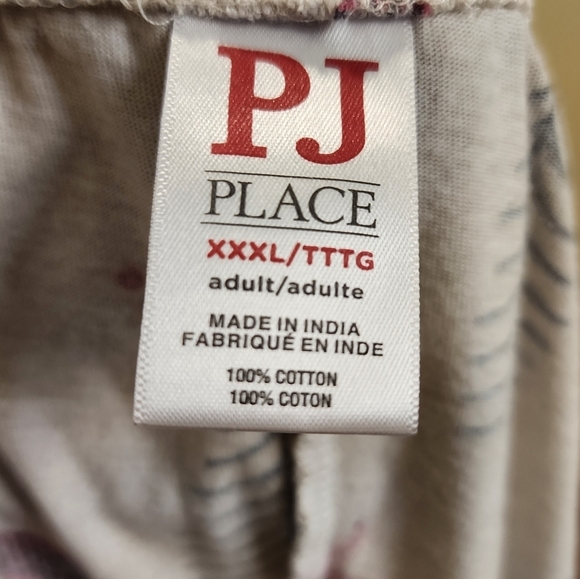 PJ
PLACE
XXXL/TTTG
adult/adulte
MADE IN INDIA
FABRIQUÉ EN INDE
100% COTTON
100% COTON